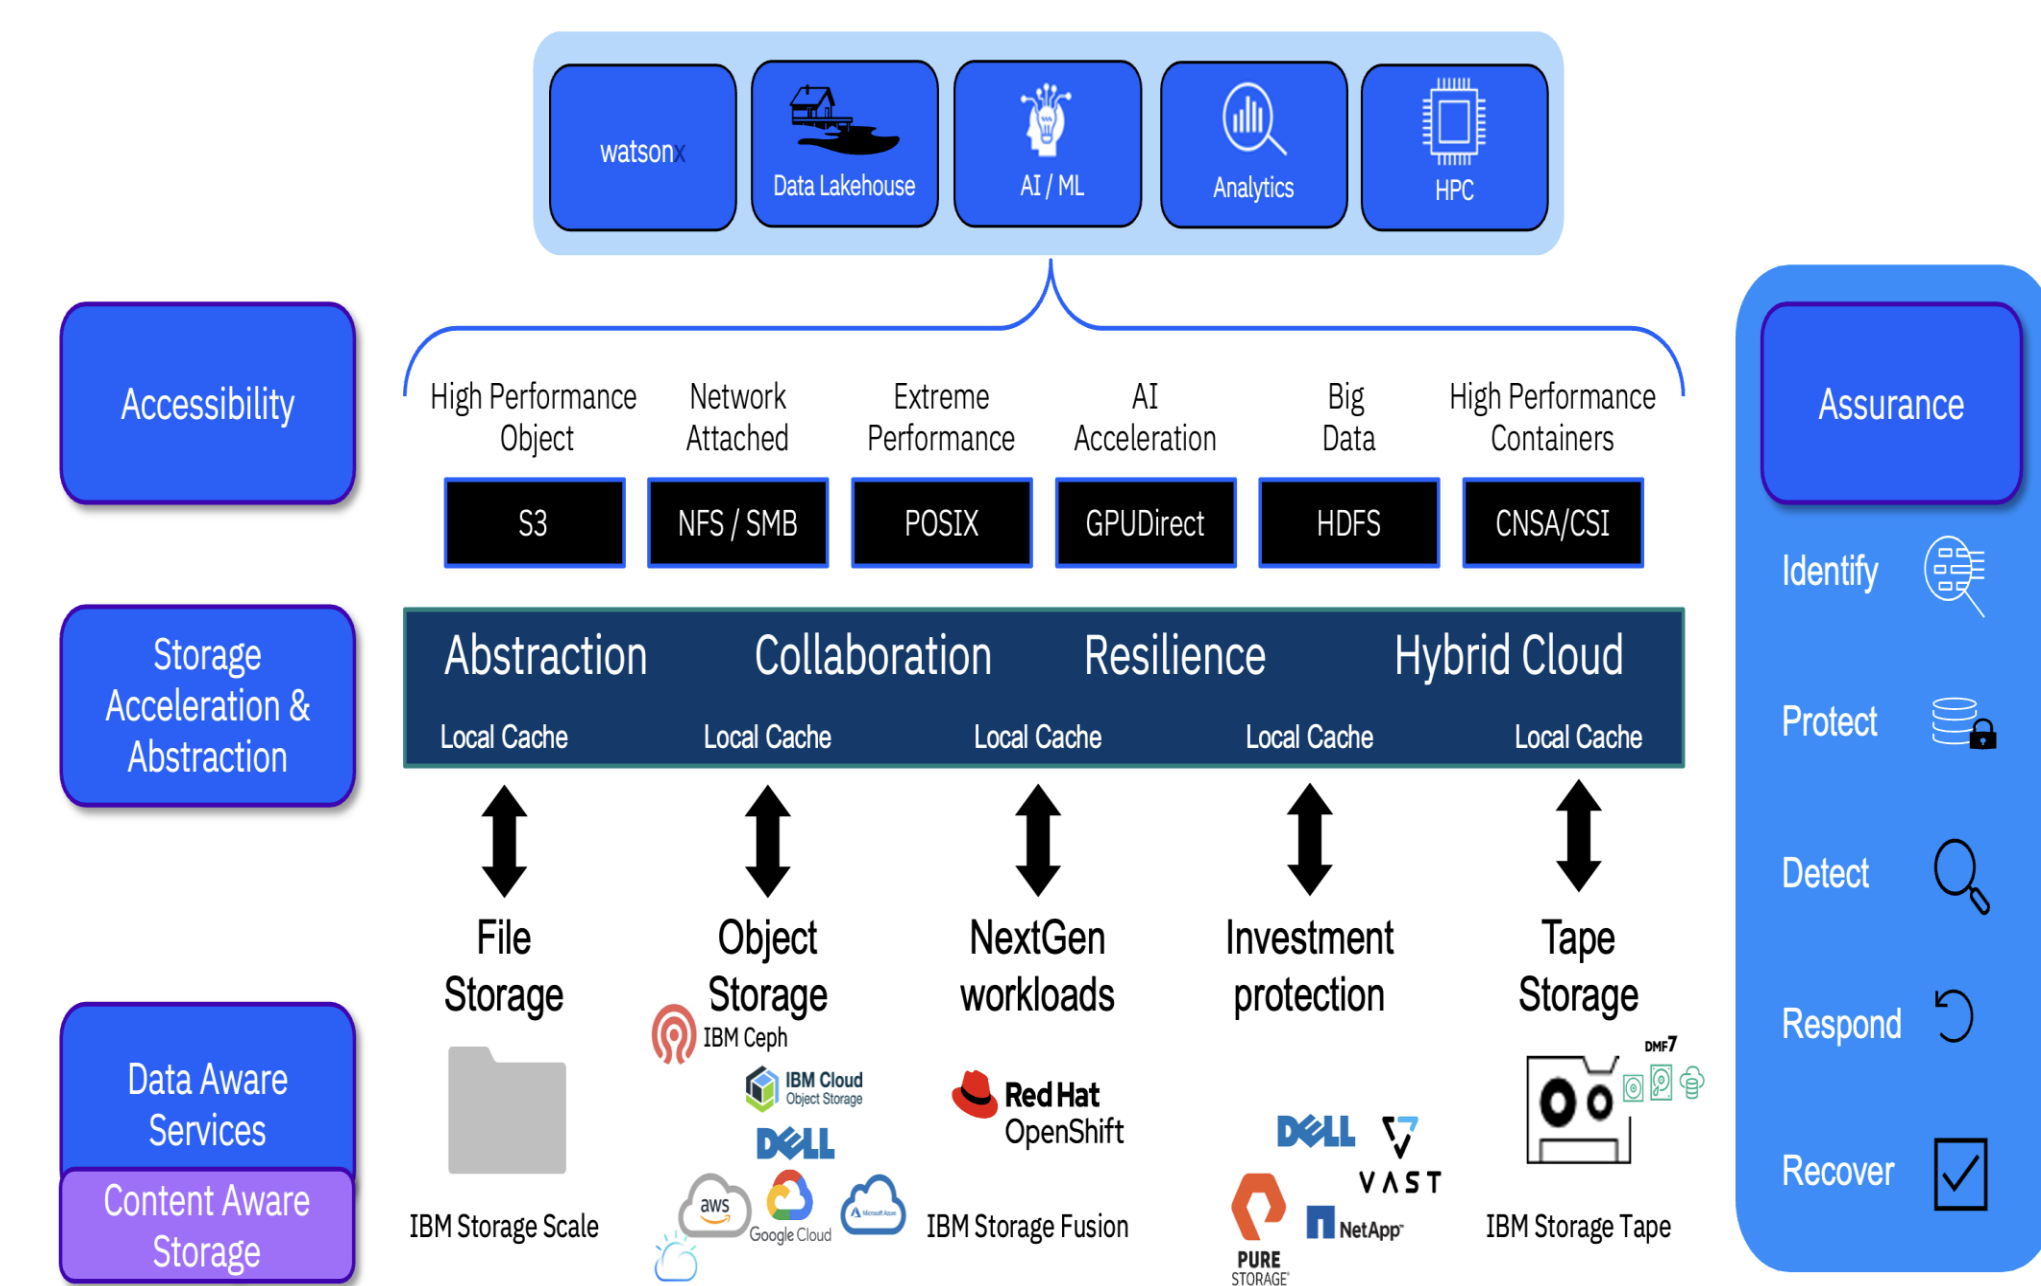 watsonx
Data Lakehouse
AI / ML
Analytics
HPC
Accessibility
High Performance
Object
Network
Attached
Extreme
Performance
AI
Acceleration
Big
Data
High Performance
Containers
S3
NFS / SMB
POSIX
GPUDirect
HDFS
CNSA/CSI
Storage
Acceleration &
Abstraction
Abstraction
Collaboration
Resilience
Hybrid Cloud
Local Cache
Local Cache
Local Cache
Local Cache
Local Cache
File
Storage
Object
Storage
NextGen
workloads
Investment
protection
Tape
Storage
Data Aware
Services
Content Aware
Storage
IBM Storage Scale
IBM Ceph
IBM Cloud
Object Storage
DELL
aws
Google Cloud
Microsoft Azure
Red Hat
OpenShift
IBM Storage Fusion
DELL
VAST
PURE
STORAGE®
NetApp™
DMF7
IBM Storage Tape
Assurance
Identify
Protect
Detect
Respond
Recover